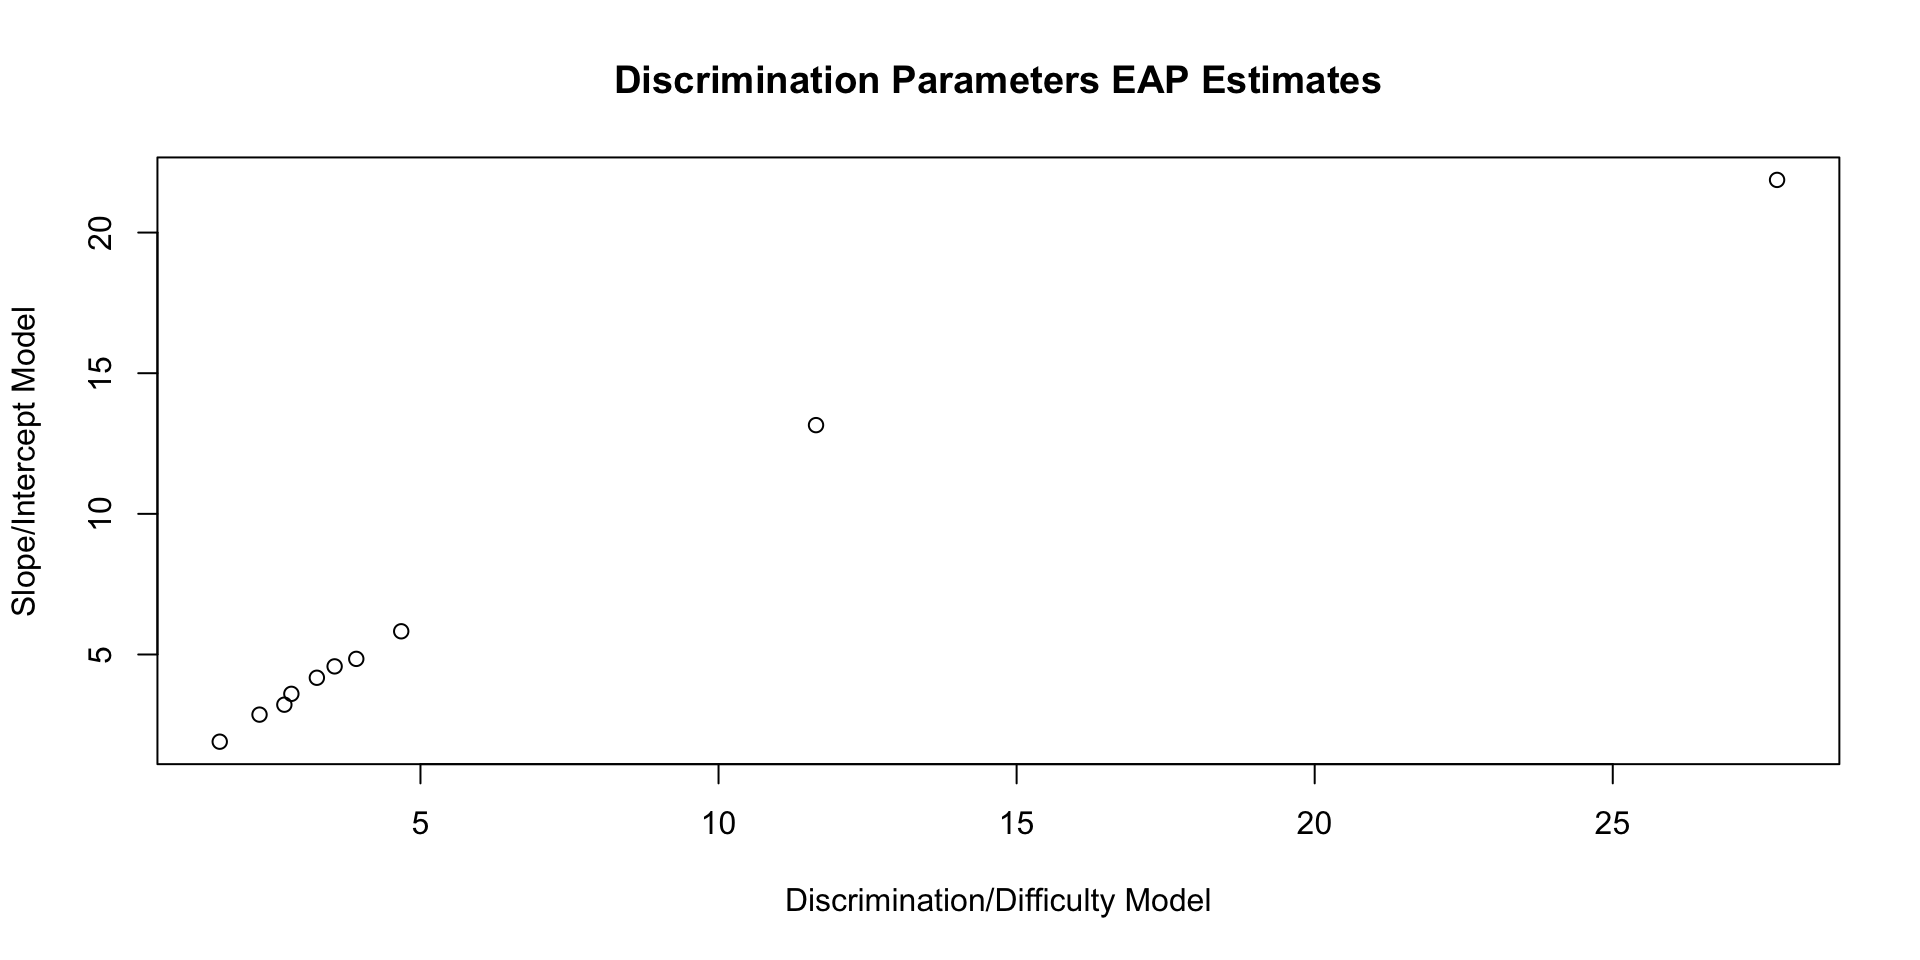 Discrimination Parameters EAP Estimates
Slope/Intercept Model
20
15
10
5
5 10 15 20 25
Discrimination/Difficulty Model